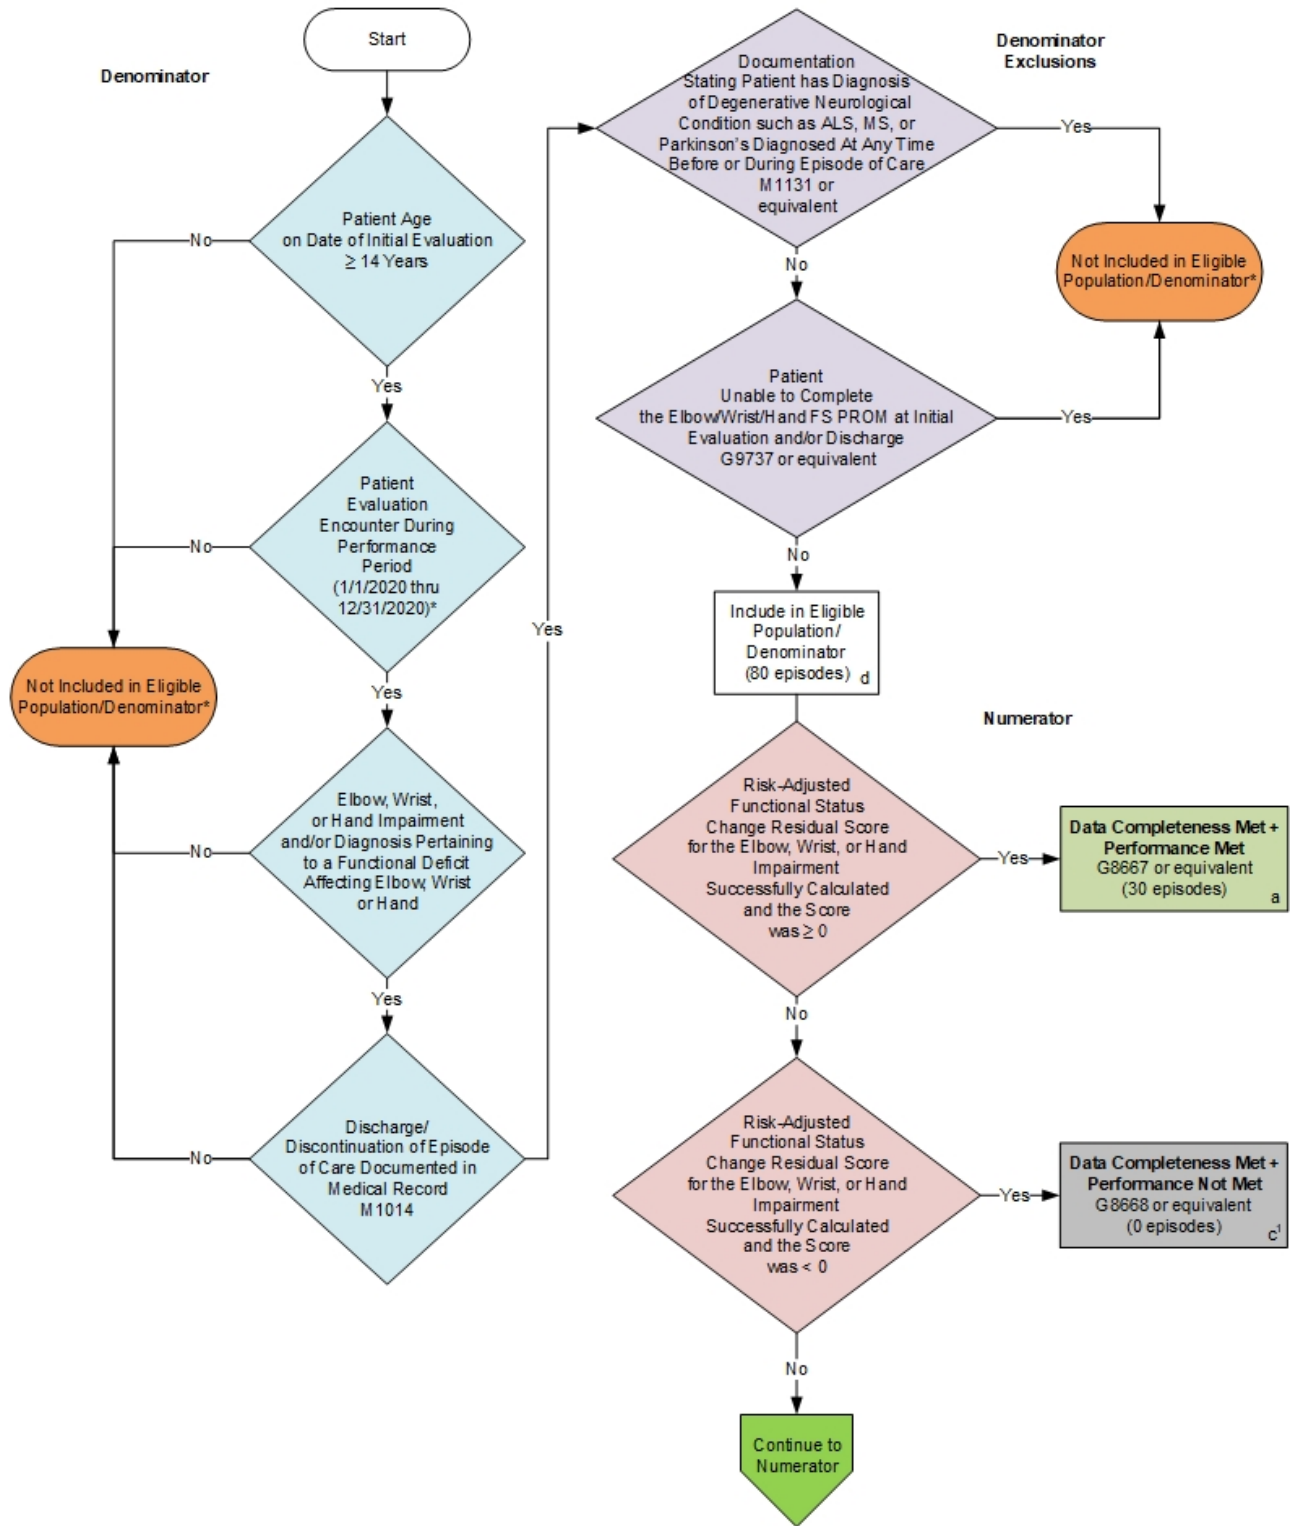 Start
Denominator
Patient Age
on Date of Initial Evaluation
≥ 14 Years
No
Yes
Patient
Evaluation
Encounter During
Performance
Period
(1/1/2020 thru
12/31/2020)*
No
Yes
Not Included in Eligible
Population/Denominator*
Elbow, Wrist,
or Hand Impairment
and/or Diagnosis Pertaining
to a Functional Deficit
Affecting Elbow, Wrist
or Hand
No
Yes
Discharge/
Discontinuation of Episode
of Care Documented in
Medical Record
M1014
No
Yes
Denominator
Exclusions
Documentation
Stating Patient has Diagnosis
of Degenerative Neurological
Condition such as ALS, MS, or
Parkinson's Diagnosed At Any Time
Before or During Episode of Care
M1131 or
equivalent
Yes
No
Not Included in Eligible
Population/Denominator*
Patient
Unable to Complete
the Elbow/Wrist/Hand FS PROM at Initial
Evaluation and/or Discharge
G9737 or equivalent
Yes
No
Include in Eligible
Population/
Denominator
(80 episodes) d
Numerator
Risk-Adjusted
Functional Status
Change Residual Score
for the Elbow, Wrist, or Hand
Impairment
Successfully Calculated
and the Score
was ≥ 0
Yes
Data Completeness Met +
Performance Met
G8667 or equivalent
(30 episodes)
a
No
Risk-Adjusted
Functional Status
Change Residual Score
for the Elbow, Wrist, or Hand
Impairment
Successfully Calculated
and the Score
was < 0
Yes
Data Completeness Met +
Performance Not Met
G8668 or equivalent
(0 episodes)
c¹
No
Continue to
Numerator